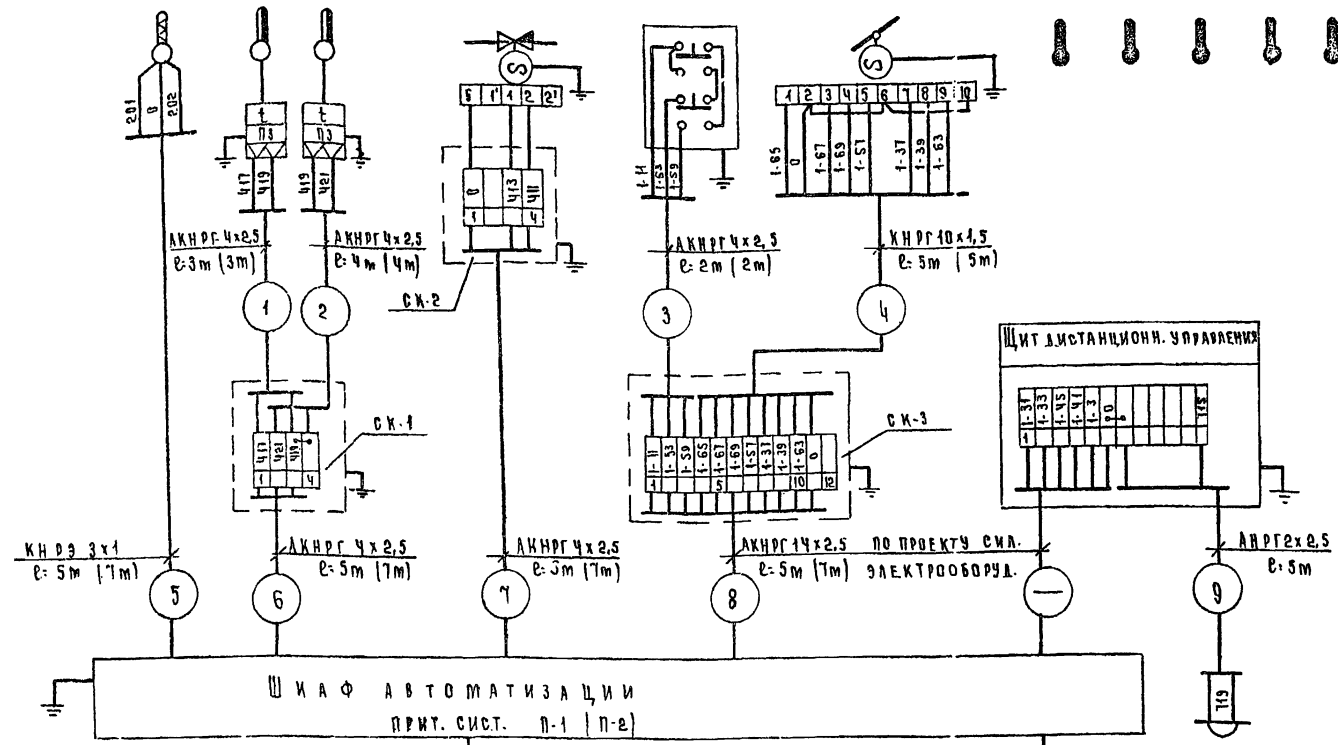 201
0
202
t
ПЗ
t
ПЗ
417
419
419
421
АКНРГ 4х2,5
ℓ=3m (3m)
АКНРГ 4х2,5
ℓ=4m (4m)
1
2
417
421
419
1
4
СК-1
1'
1
2
2'
0
413
411
1
4
СК-2
1-11
1-53
1-59
АКНРГ 4х2,5
ℓ=2m (2m)
3
1
2
3
4
5
6
7
8
9
10
1-65
0
1-67
1-69
1-57
1-37
1-39
1-63
КНРГ 10х1,5
ℓ=5m (5m)
4
1-11
1-53
1-59
1-65
1-67
1-69
1-57
1-37
1-39
1-63
0
1
5
10
12
СК-3
ЩИТ ДИСТАНЦИОНН. УПРАВЛЕНИЯ
1-31
1-33
1-45
1-41
1-3
0
1
КНРЭ 3х1
ℓ=5m (7m)
АКНРГ 4х2,5
ℓ=5m (7m)
АКНРГ 4х2,5
ℓ=3m (7m)
АКНРГ 14х2,5
ℓ=5m (7m)
ПО ПРОЕКТУ СИЛ.
ЭЛЕКТРООБОРУД.
АНРГ2х2,5
ℓ=5m
5
6
7
8
9
719
ШКАФ АВТОМАТИЗАЦИИ
ПРИТ. СИСТ. П-1 (П-2)